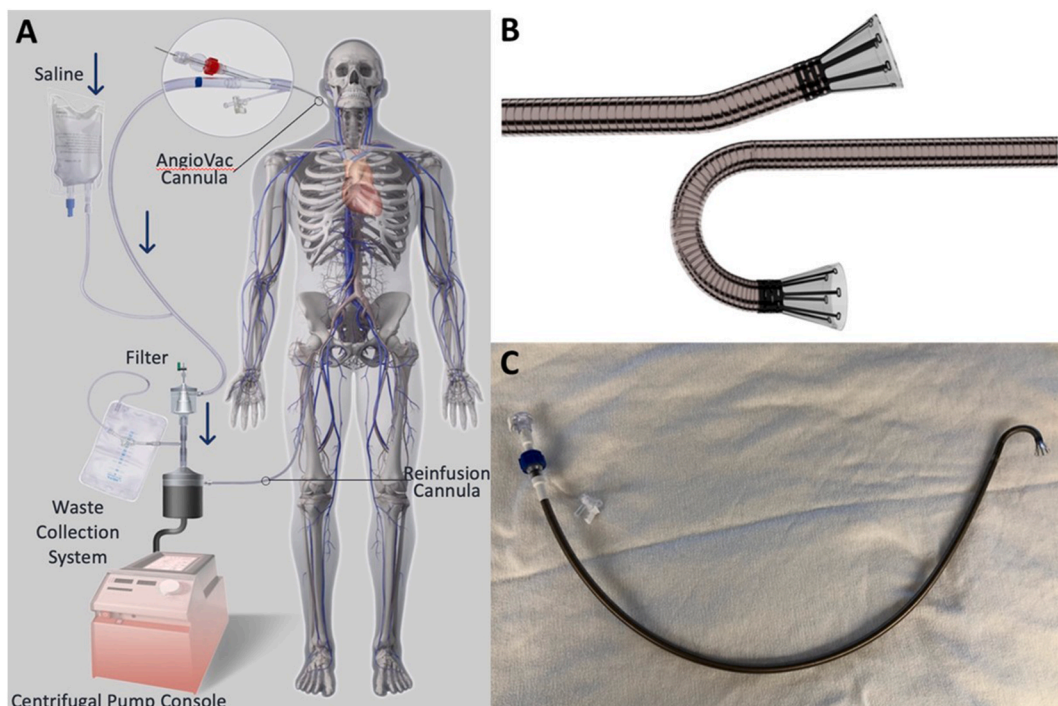 A
B
Saline
AngioVac
Cannula
Filter
Reinfusion
Cannula
Waste
Collection
System
Centrifugal Pump Console
C